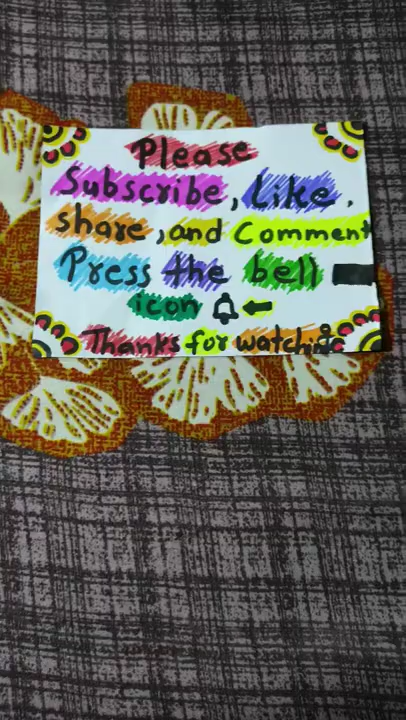 Please
Subscribe, Like,
share, and Comment
Press the bell
icon
Thanks for watching